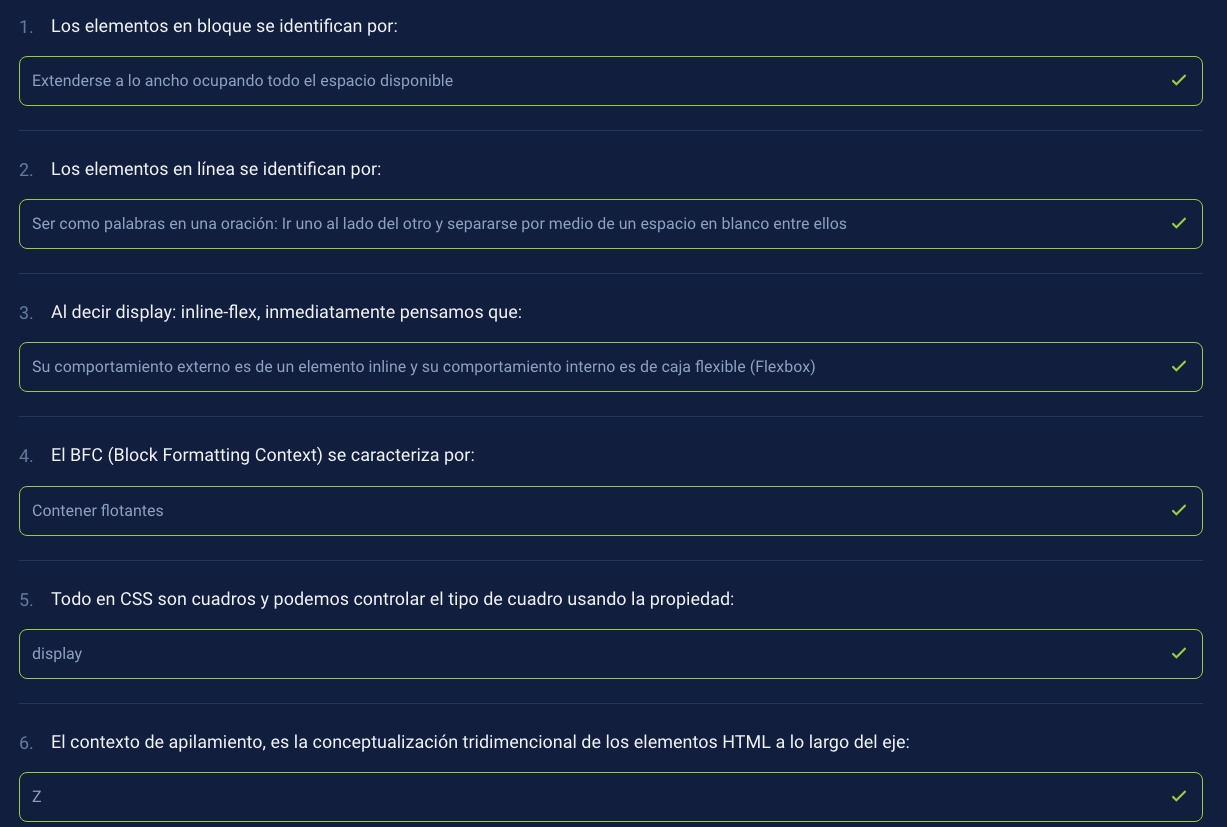 1. Los elementos en bloque se identifican por:
Extenderse a lo ancho ocupando todo el espacio disponible
2. Los elementos en línea se identifican por:
Ser como palabras en una oración: Ir uno al lado del otro y separarse por medio de un espacio en blanco entre ellos
3. Al decir display: inline-flex, inmediatamente pensamos que:
Su comportamiento externo es de un elemento inline y su comportamiento interno es de caja flexible (Flexbox)
4. El BFC (Block Formatting Context) se caracteriza por:
Contener flotantes
5. Todo en CSS son cuadros y podemos controlar el tipo de cuadro usando la propiedad:
display
6. El contexto de apilamiento, es la conceptualización tridimencional de los elementos HTML a lo largo del eje:
Z